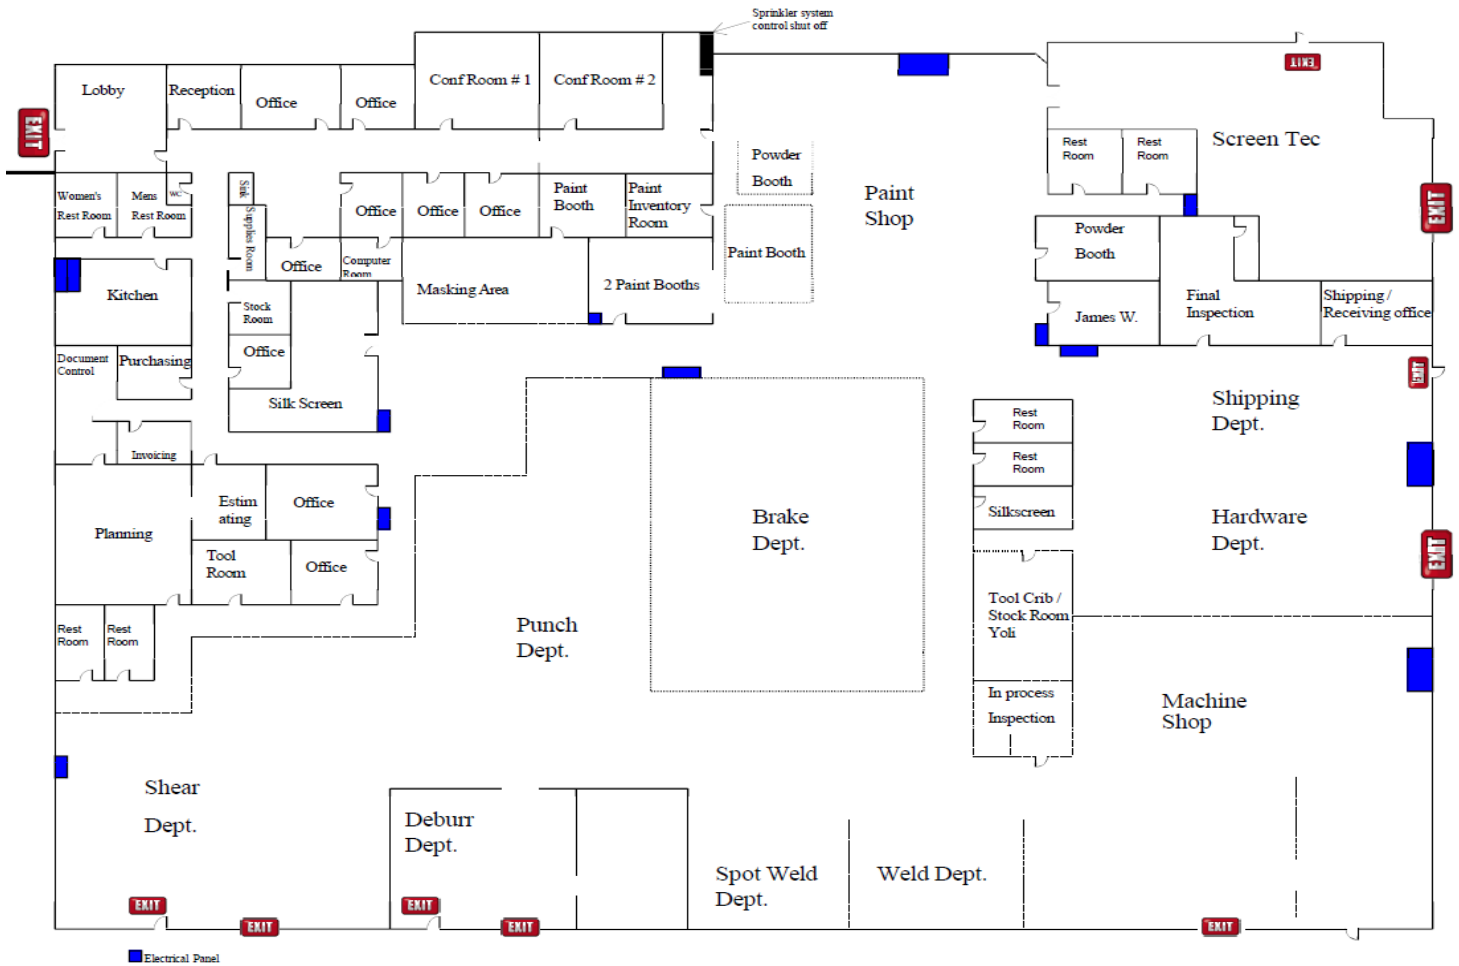 Sprinkler system
control shut off
EXIT
Lobby
Reception
Office
Office
Conf Room # 1
Conf Room # 2
EXIT
Rest
Room
Rest
Room
Screen Tec
Powder
Booth
Paint
Shop
Women's
Rest Room
Mens
Rest Room
WC
Sink
Supplies Room
Office
Office
Office
Paint
Booth
Paint
Inventory
Room
EXIT
Paint Booth
Powder
Booth
Office
Computer
Room
Masking Area
2 Paint Booths
Kitchen
Stock
Room
James W.
Final
Inspection
Shipping /
Receiving office
Document
Control
Purchasing
Office
Silk Screen
EXIT
Shipping
Dept.
Rest
Room
Rest
Room
Silkscreen
Invoicing
Planning
Estim
ating
Office
Tool
Room
Office
Brake
Dept.
Hardware
Dept.
EXIT
Tool Crib /
Stock Room
Yoli
Rest
Room
Rest
Room
Punch
Dept.
In process
Inspection
Machine
Shop
Shear
Dept.
Deburr
Dept.
Spot Weld
Dept.
Weld Dept.
EXIT
EXIT
EXIT
EXIT
EXIT
Electrical Panel